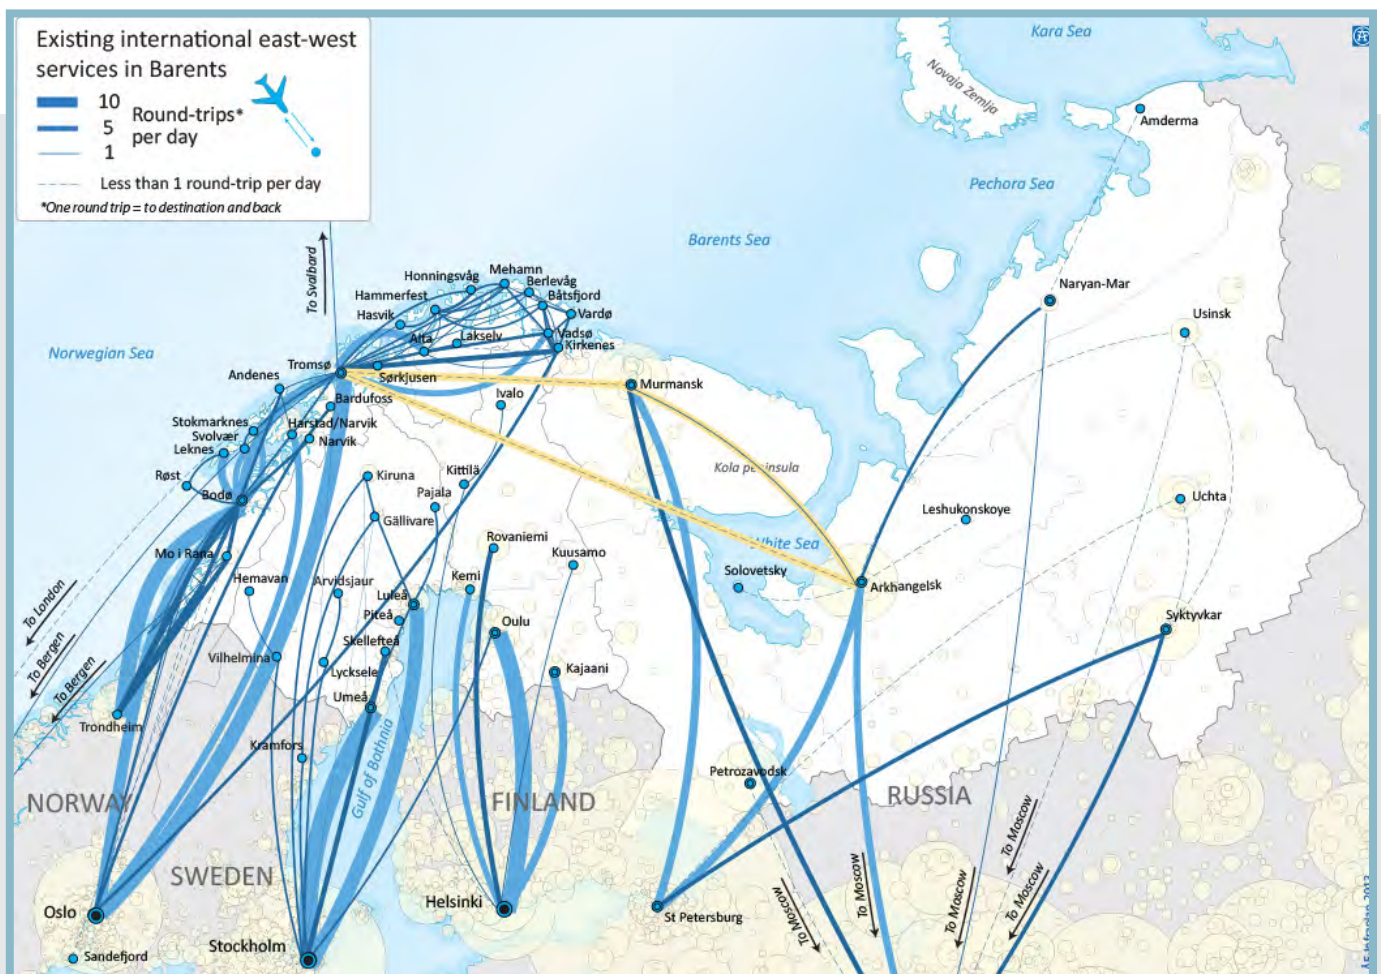 Existing international east-west
services in Barents
10
5
1
Round-trips*
per day
Less than 1 round-trip per day
*One round trip = to destination and back
Kara Sea
Novaja Zemlja
Amderma
Pechora Sea
Barents Sea
To Svalbard
Mehamn
Honningsvåg
Berlevåg
Hammerfest
Båtsfjord
Hasvik
Vardø
Naryan-Mar
Usinsk
Alta
Lakselv
Vadsø
Kirkenes
Norwegian Sea
Tromsø
Andenes
Sørkjusen
Murmansk
Bardufoss
Ivalo
Stokmarknes
Harstad/Narvik
Svolvær
Narvik
Leknes
Røst
Kiruna
Kittilä
Kola peninsula
Bodø
Pajala
Uchta
Gällivare
Leshukonskoye
Rovaniemi
White Sea
Mo i Rana
Kuusamo
Hemavan
Arvidsjaur
Kemi
Solovetsky
Arkhangelsk
Luleå
To London
Piteå
Oulu
Syktyvkar
To Bergen
Skellefteå
To Bergen
Vilhelmina
Lycksele
Kajaani
Umeå
Trondheim
Kramfors
Gulf of Bothnia
Petrozavodsk
NORWAY
FINLAND
RUSSIA
To Moscow
To Moscow
To Moscow
To Moscow
To Moscow
SWEDEN
Oslo
Helsinki
St Petersburg
Stockholm
Sandefjord